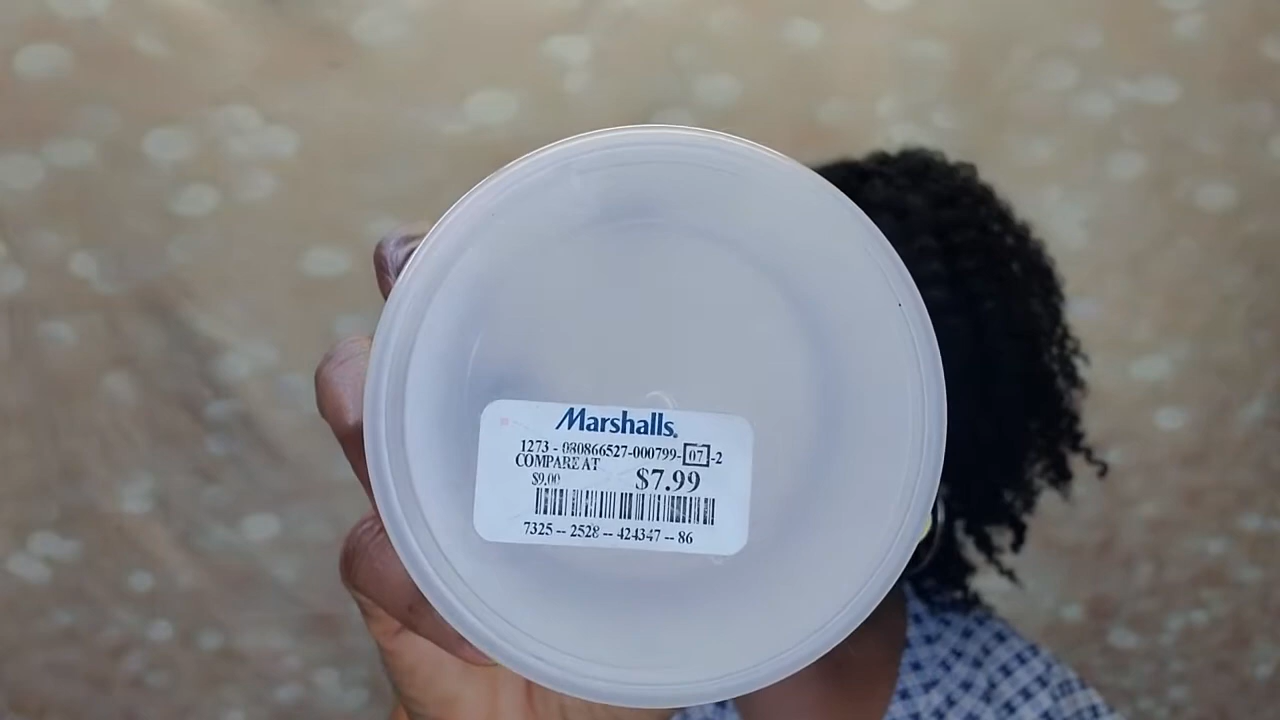 Marshalls.
1273 - 080866527-000799-07-2
COMPARE AT
$9.00 $7.99
7325 -- 2528 -- 424347 -- 86